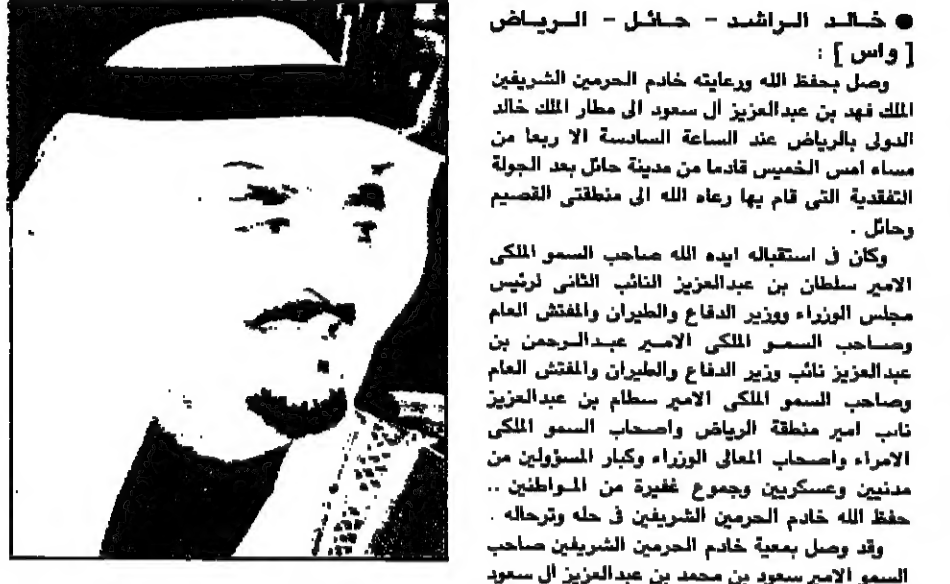 ● خالد الراشد - حائل - الرياض
[ واس ] :
وصل بحفظ الله ورعايته خادم الحرمين الشريفين
الملك فهد بن عبدالعزيز آل سعود الى مطار الملك خالد
الدولى بالرياض عند الساعة السادسة الا ربعا من
مساء امس الخميس قادما من مدينة حائل بعد الجولة
التفقدية التى قام بها رعاه الله الى منطقتى القصيم
وحائل .
وكان فى استقباله ايده الله صاحب السمو الملكى
الامير سلطان بن عبدالعزيز النائب الثانى لرئيس
مجلس الوزراء ووزير الدفاع والطيران والمفتش العام
وصاحب السمو الملكى الامير عبدالرحمن بن
عبدالعزيز نائب وزير الدفاع والطيران والمفتش العام
وصاحب السمو الملكى الامير سطام بن عبدالعزيز
نائب امير منطقة الرياض واصحاب السمو الملكى
الامراء واصحاب المعالى الوزراء وكبار المسؤولين من
مدنيين وعسكريين وجموع غفيرة من المواطنين ..
حفظ الله خادم الحرمين الشريفين فى حله وترحاله .
وقد وصل بمعية خادم الحرمين الشريفين صاحب
السمو الامير سعود بن محمد بن عبدالعزيز آل سعود